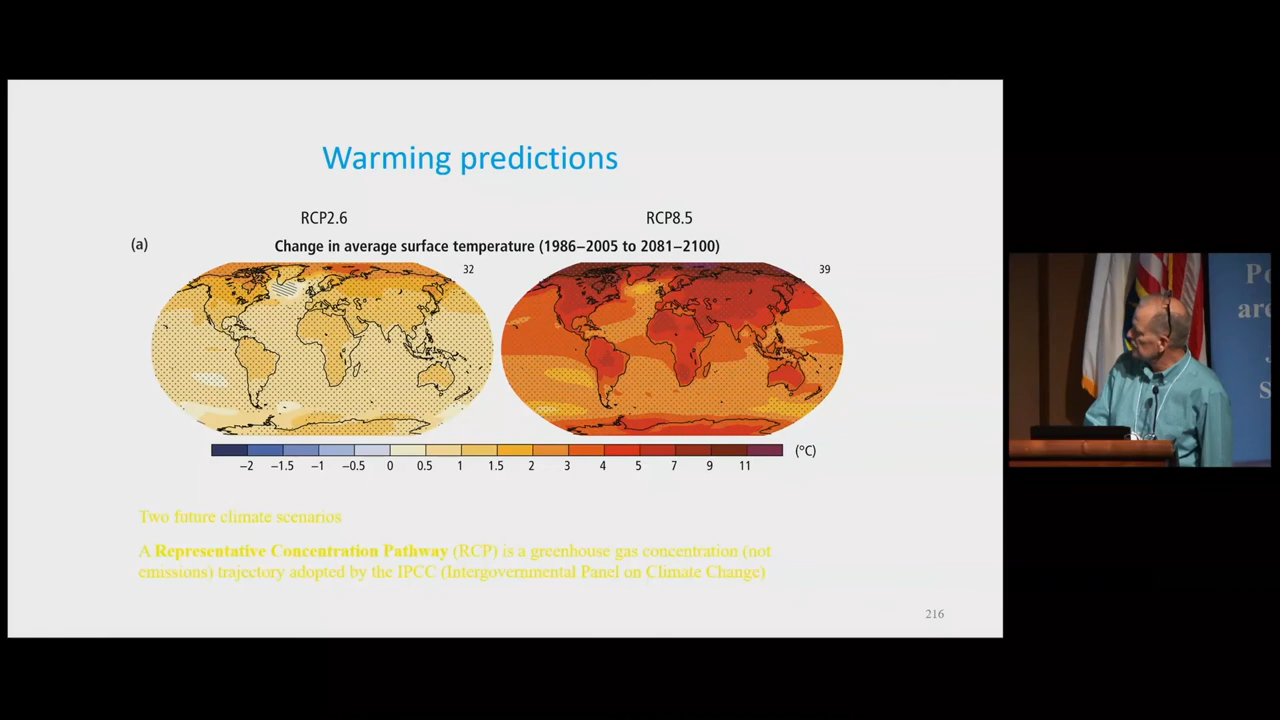 Warming predictions
RCP2.6
RCP8.5
(a)
Change in average surface temperature (1986–2005 to 2081–2100)
32
39
−2 −1.5 −1 −0.5 0 0.5 1 1.5 2 3 4 5 7 9 11
(°C)
Two future climate scenarios
A Representative Concentration Pathway (RCP) is a greenhouse gas concentration (not
emissions) trajectory adopted by the IPCC (Intergovernmental Panel on Climate Change)
216